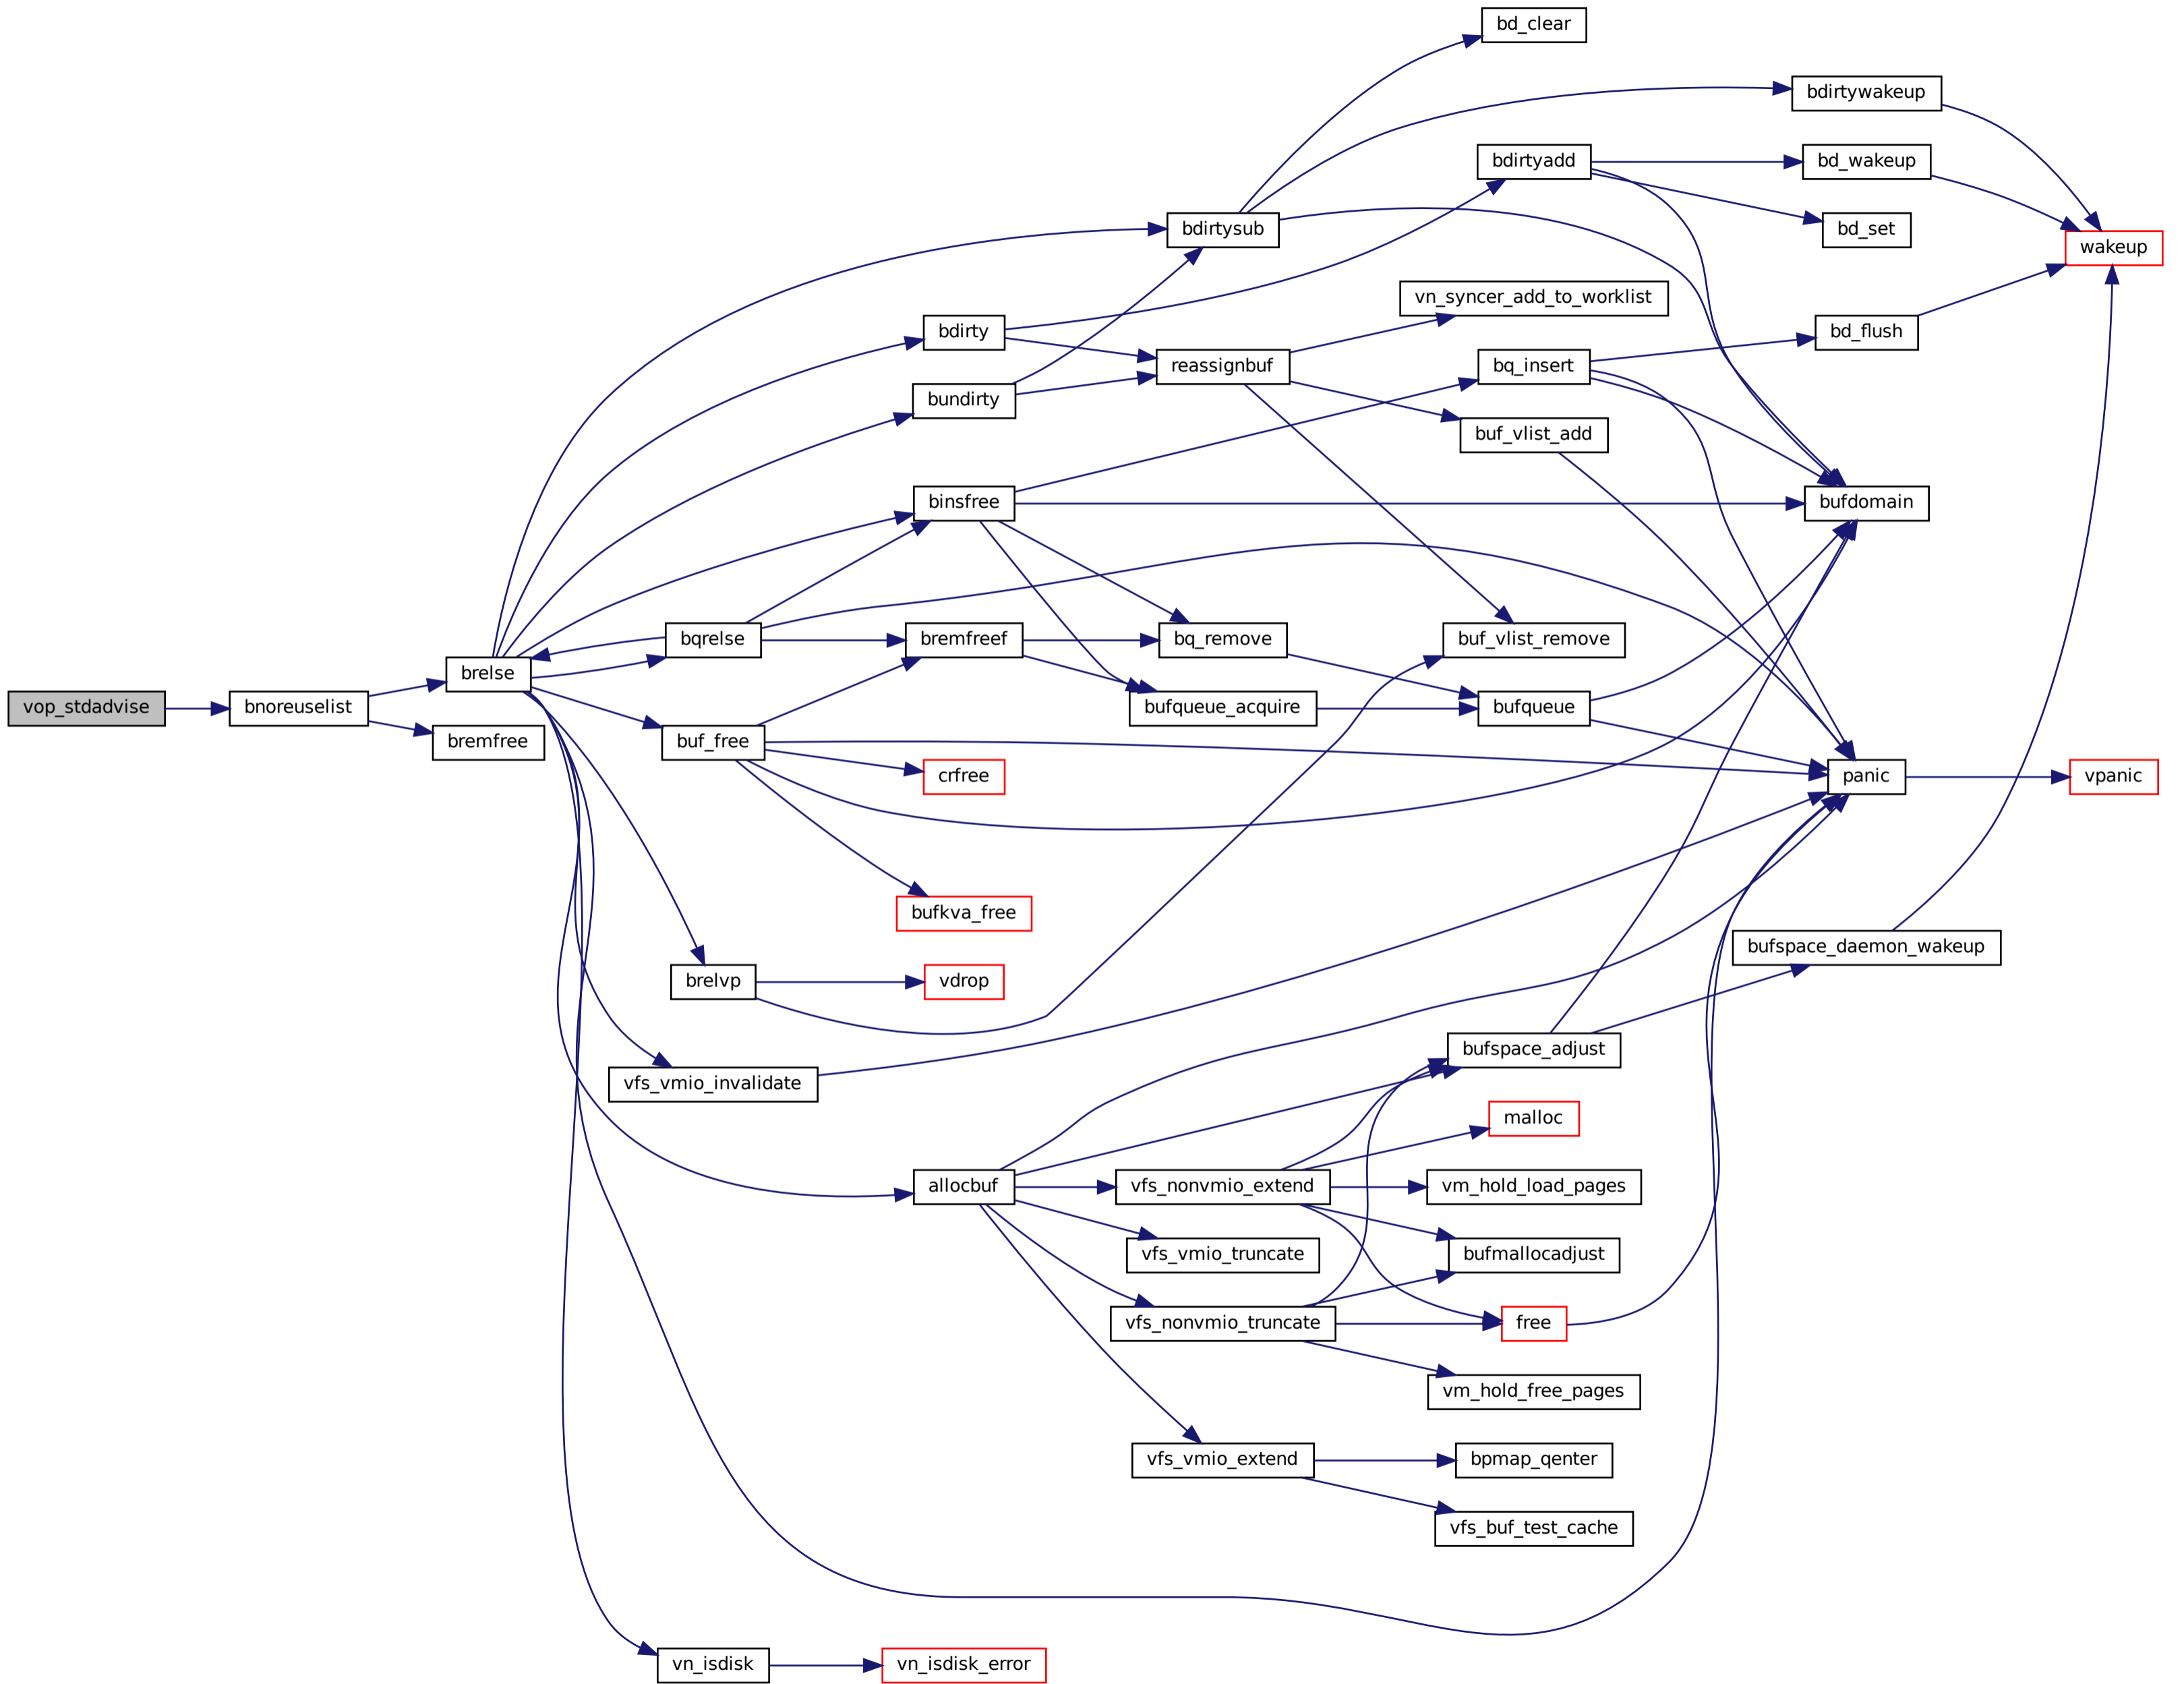 bd_clear
bdirtywakeup
bdirtyadd
bd_wakeup
bdirtysub
bd_set
wakeup
vn_syncer_add_to_worklist
bdirty
bd_flush
reassignbuf
bq_insert
bundirty
buf_vlist_add
binsfree
bufdomain
bqrelse
bremfreef
bq_remove
buf_vlist_remove
brelse
vop_stdadvise
bnoreuselist
bufqueue_acquire
bufqueue
bremfree
buf_free
crfree
panic
vpanic
bufkva_free
bufspace_daemon_wakeup
brelvp
vdrop
bufspace_adjust
vfs_vmio_invalidate
malloc
allocbuf
vfs_nonvmio_extend
vm_hold_load_pages
vfs_vmio_truncate
bufmallocadjust
vfs_nonvmio_truncate
free
vm_hold_free_pages
vfs_vmio_extend
bpmap_qenter
vfs_buf_test_cache
vn_isdisk
vn_isdisk_error